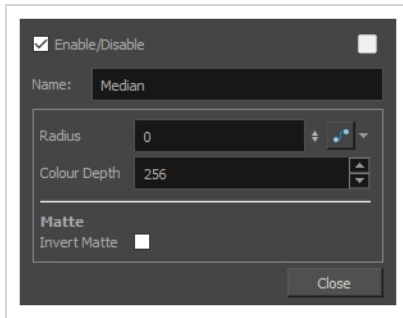 Enable/Disable
Name: Median
Radius 0
Colour Depth 256
Matte
Invert Matte
Close